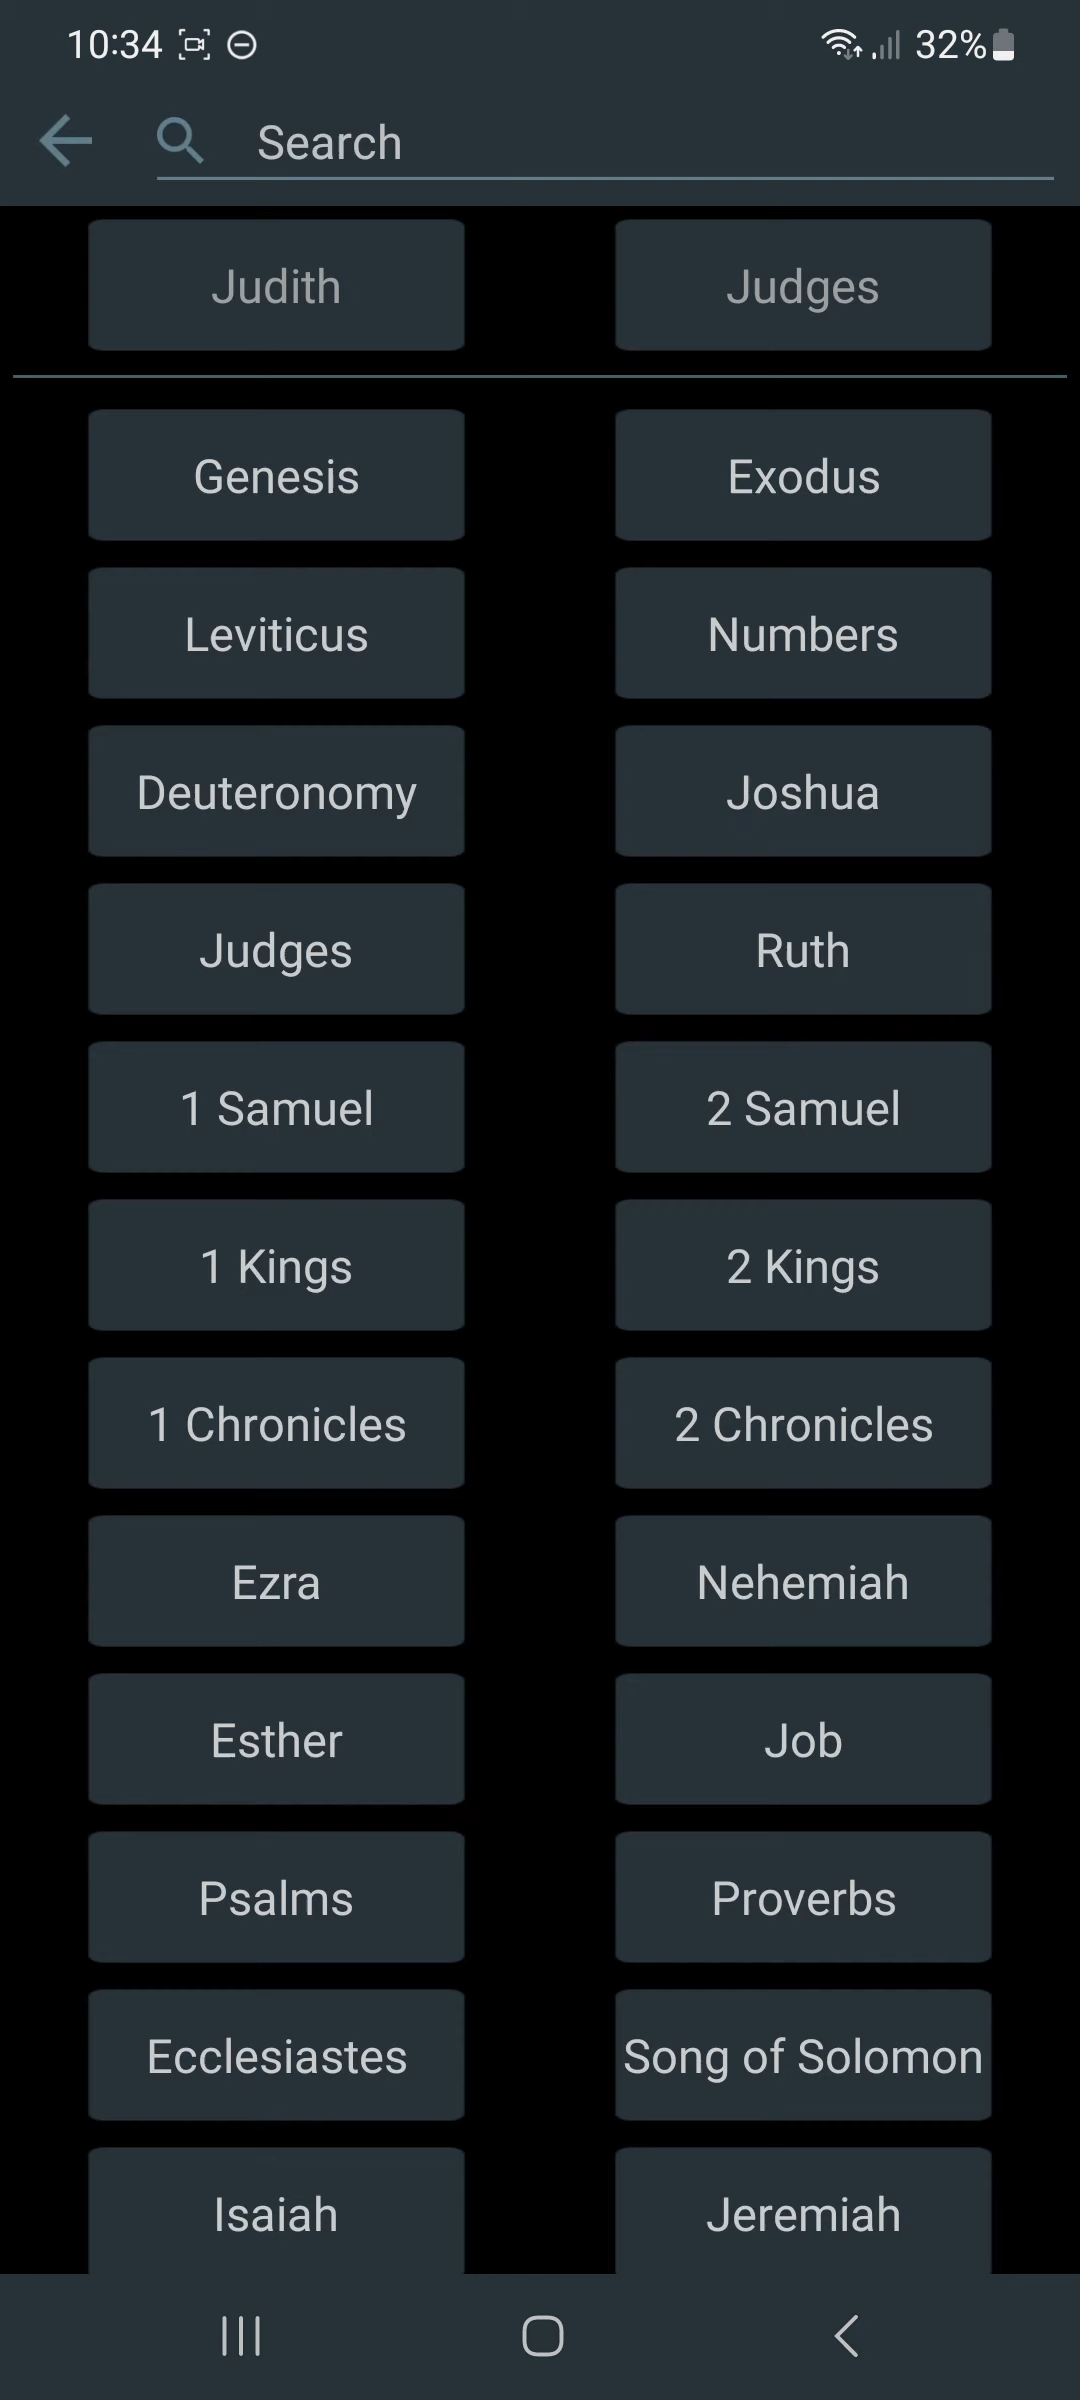 10:34 32%
Search
Judith Judges
Genesis Exodus
Leviticus Numbers
Deuteronomy Joshua
Judges Ruth
1 Samuel 2 Samuel
1 Kings 2 Kings
1 Chronicles 2 Chronicles
Ezra Nehemiah
Esther Job
Psalms Proverbs
Ecclesiastes Song of Solomon
Isaiah Jeremiah